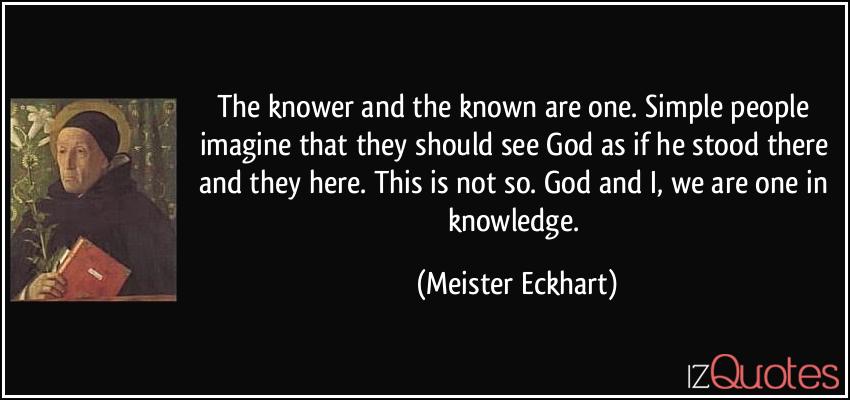 The knower and the known are one. Simple people
imagine that they should see God as if he stood there
and they here. This is not so. God and I, we are one in
knowledge.
(Meister Eckhart)
IZQuotes